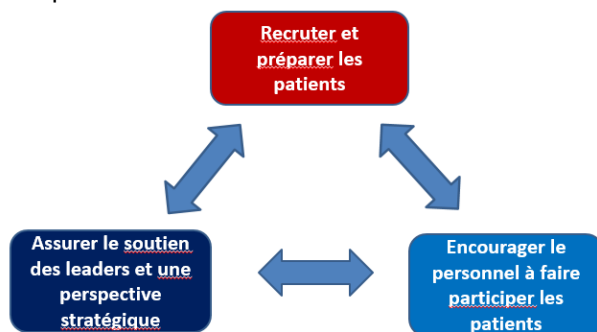 Recruter et
préparer les
patients
Assurer le soutien
des leaders et une
perspective
stratégique
Encourager le
personnel à faire
participer les
patients